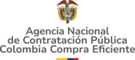 Agencia Nacional
de Contratación Pública
Colombia Compra Eficiente